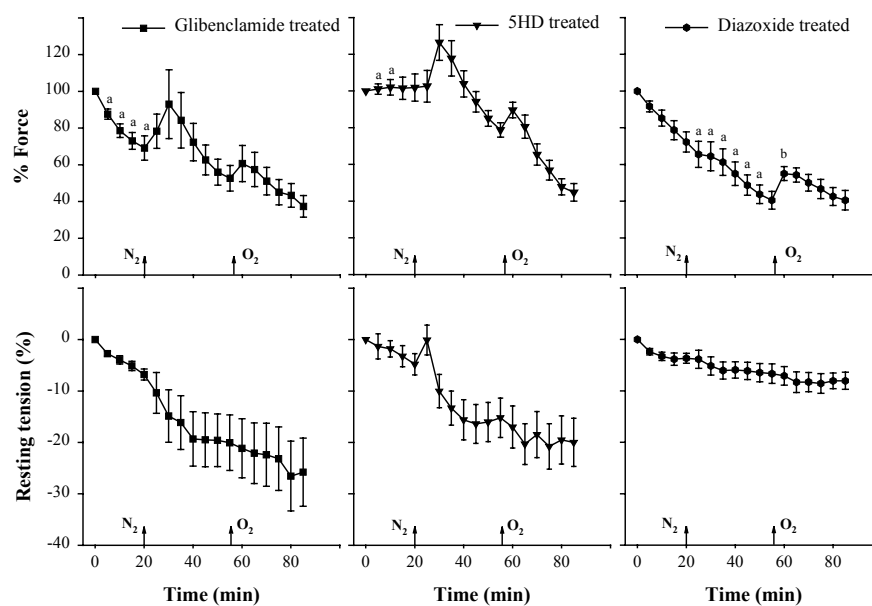 Glibenclamide treated
5HD treated
Diazoxide treated
% Force
140
120
100
80
60
40
20
0
a
a
a
a
N₂
O₂
a
a
N₂
O₂
a
a
a
a
a
a
b
N₂
O₂
Resting tension (%)
0
-10
-20
-30
-40
N₂
O₂
N₂
O₂
N₂
O₂
0 20 40 60 80
0 20 40 60 80
0 20 40 60 80
Time (min)
Time (min)
Time (min)